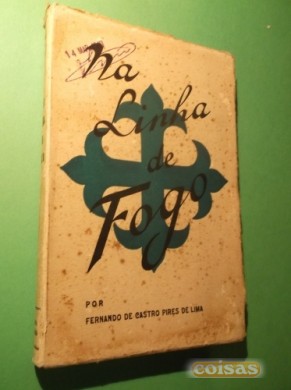 Na
Linha
de
Fogo
POR
FERNANDO DE CASTRO PIRES DE LIMA
coisas